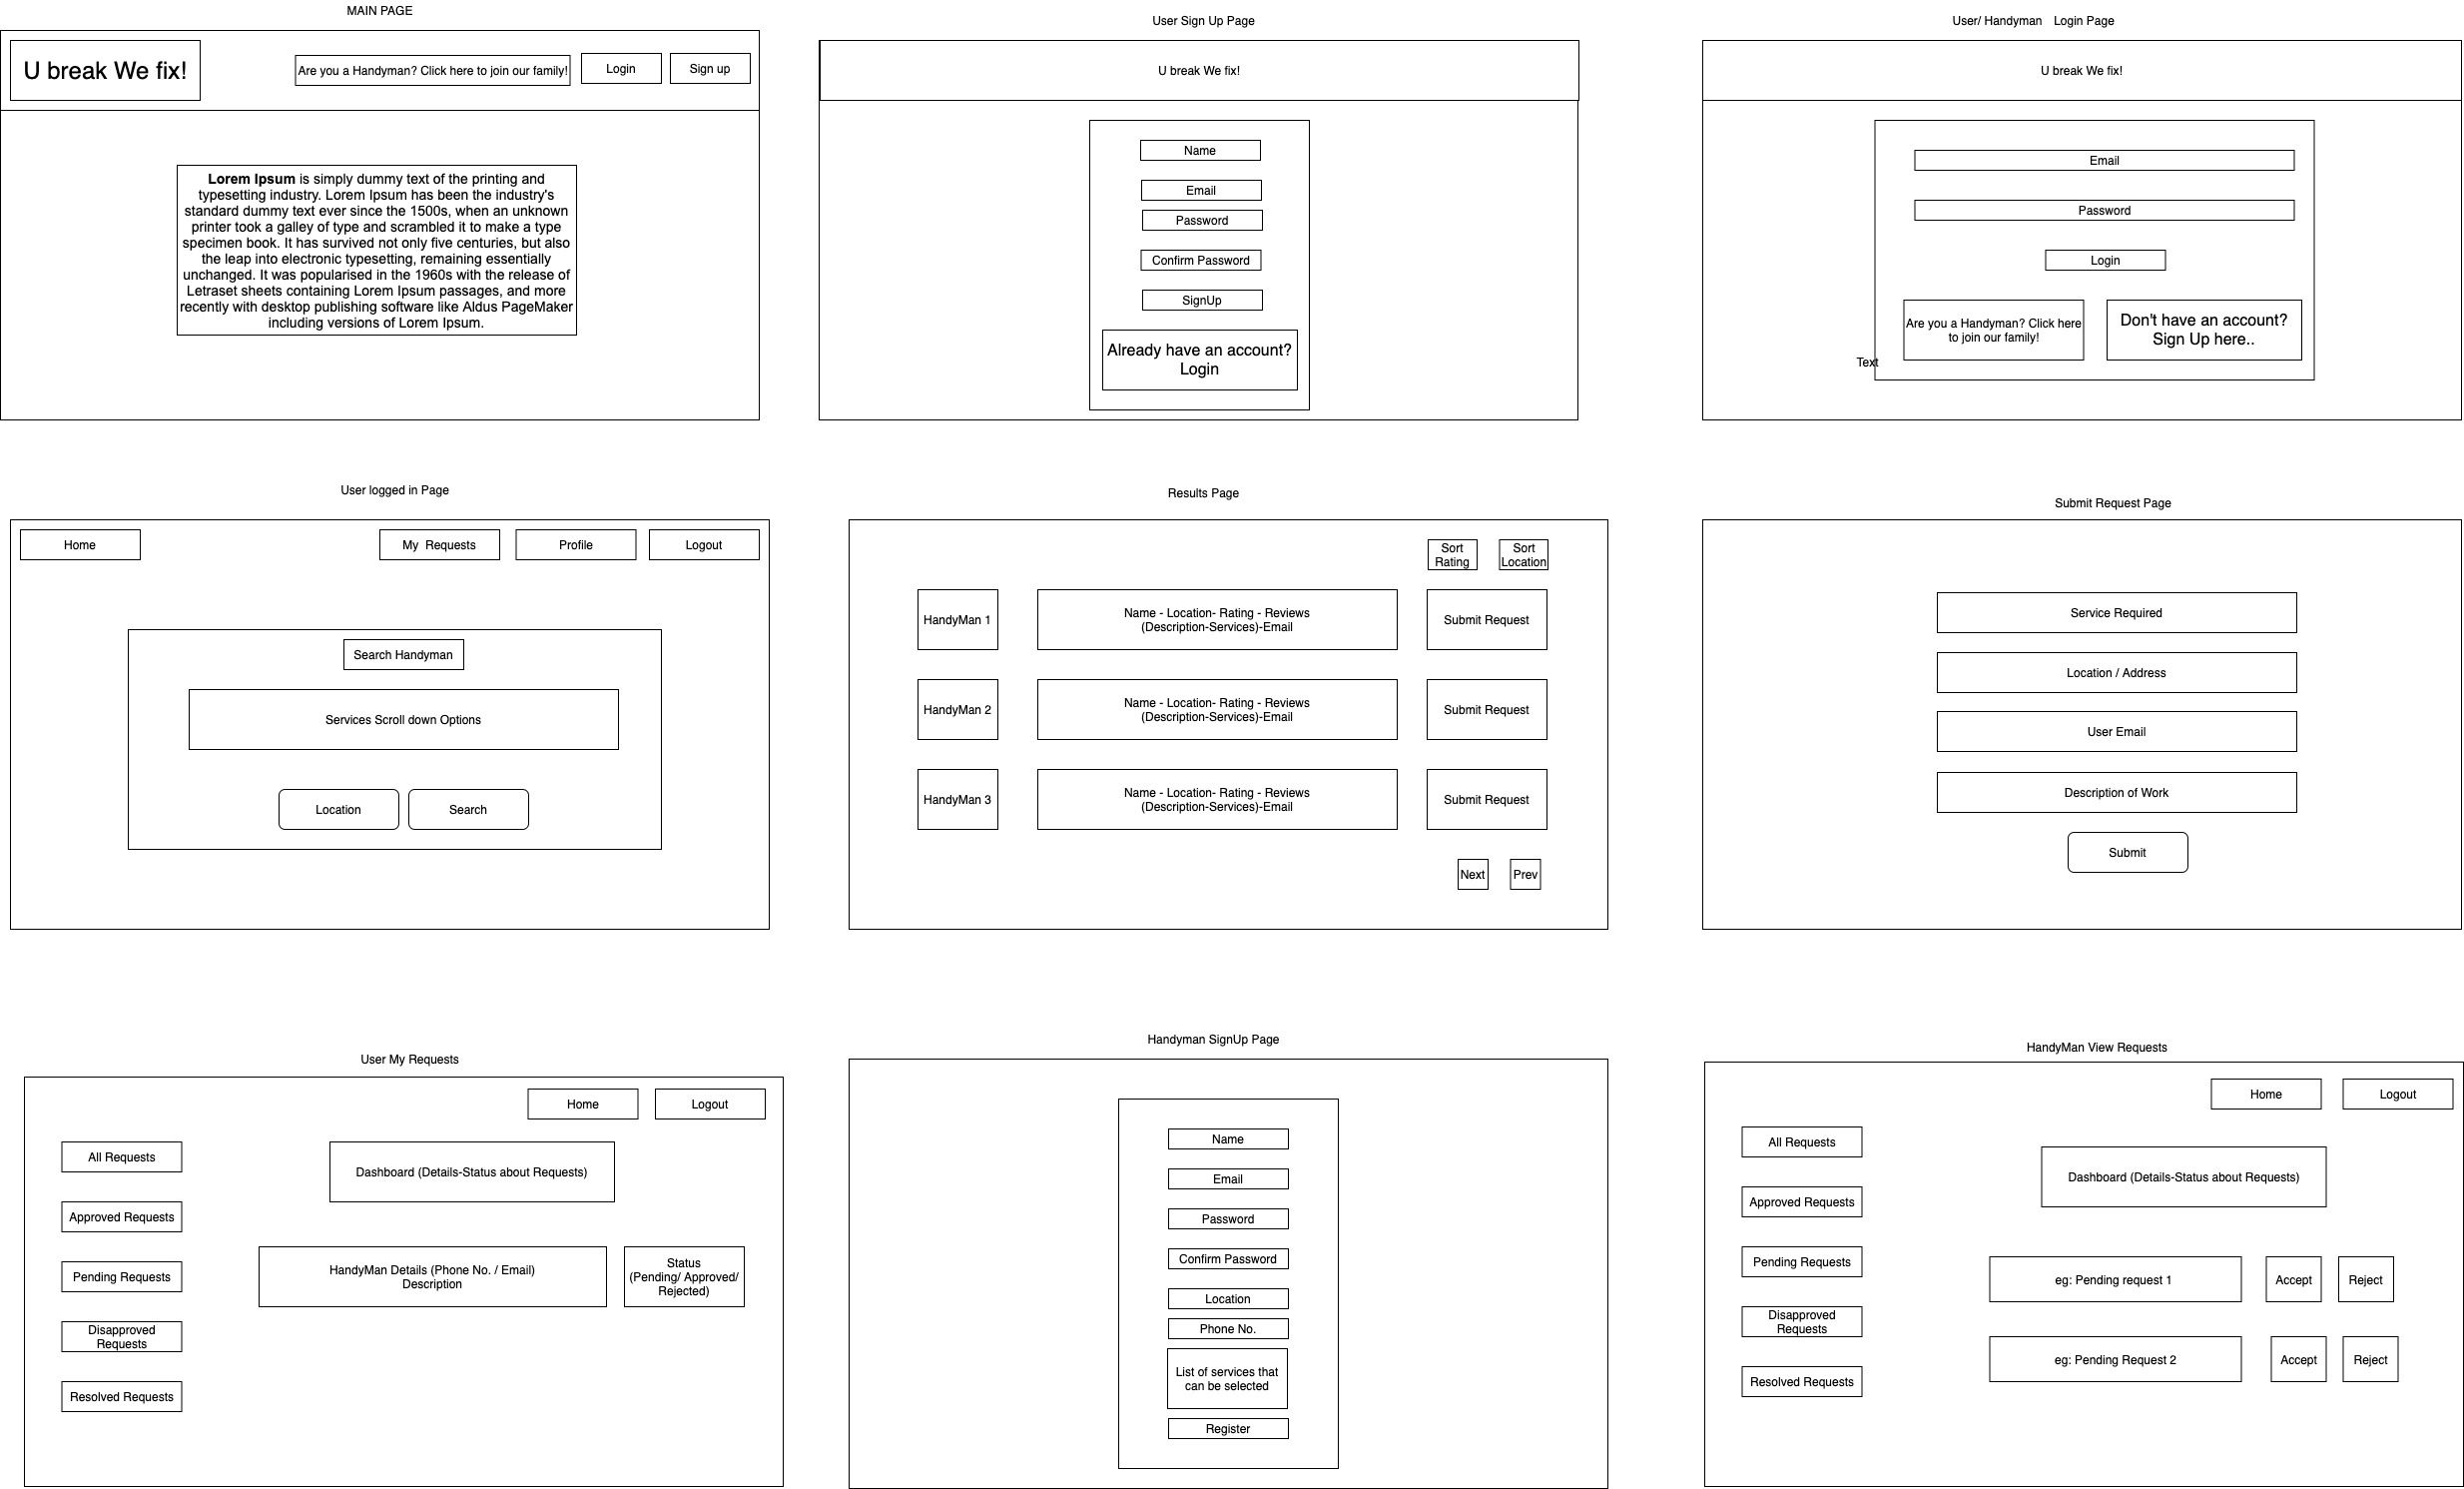 MAIN PAGE
U break We fix!
Are you a Handyman? Click here to join our family!
Login
Sign up
Lorem Ipsum is simply dummy text of the printing and
typesetting industry. Lorem Ipsum has been the industry's
standard dummy text ever since the 1500s, when an unknown
printer took a galley of type and scrambled it to make a type
specimen book. It has survived not only five centuries, but also
the leap into electronic typesetting, remaining essentially
unchanged. It was popularised in the 1960s with the release of
Letraset sheets containing Lorem Ipsum passages, and more
recently with desktop publishing software like Aldus PageMaker
including versions of Lorem Ipsum.
User Sign Up Page
U break We fix!
Name
Email
Password
Confirm Password
SignUp
Already have an account?
Login
User/ Handyman Login Page
U break We fix!
Email
Password
Login
Are you a Handyman? Click here
to join our family!
Don't have an account?
Sign Up here..
Text
User logged in Page
Home
My Requests
Profile
Logout
Search Handyman
Services Scroll down Options
Location
Search
Results Page
Sort
Rating
Sort
Location
HandyMan 1
Name - Location- Rating - Reviews
(Description-Services)-Email
Submit Request
HandyMan 2
Name - Location- Rating - Reviews
(Description-Services)-Email
Submit Request
HandyMan 3
Name - Location- Rating - Reviews
(Description-Services)-Email
Submit Request
Next
Prev
Submit Request Page
Service Required
Location / Address
User Email
Description of Work
Submit
User My Requests
Home
Logout
All Requests
Approved Requests
Pending Requests
Disapproved
Requests
Resolved Requests
Dashboard (Details-Status about Requests)
HandyMan Details (Phone No. / Email)
Description
Status
(Pending/ Approved/
Rejected)
Handyman SignUp Page
Name
Email
Password
Confirm Password
Location
Phone No.
List of services that
can be selected
Register
HandyMan View Requests
Home
Logout
All Requests
Approved Requests
Pending Requests
Disapproved
Requests
Resolved Requests
Dashboard (Details-Status about Requests)
eg: Pending request 1
Accept
Reject
eg: Pending Request 2
Accept
Reject